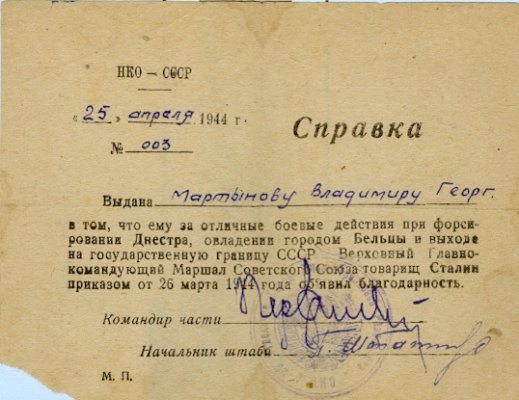 НКО — СССР
«25» апреля 1944 г.
Справка
№ 003
Выдана Мартынову Владимиру Георг.
в том, что ему за отличные боевые действия при форси-
ровании Днестра, овладении городом Бельцы и выходе
на государственную границу СССР Верховный Главно-
командующий Маршал Советского Союза товарищ Сталин
приказом от 26 марта 1944 года об'явил благодарность.
Командир части
Начальник штаба
М. П.